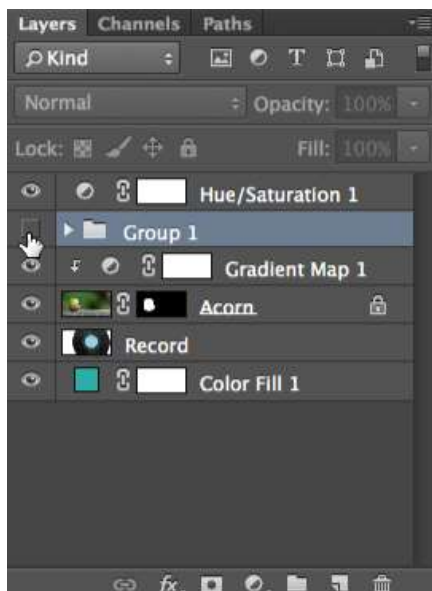 Layers Channels Paths
Kind
Normal Opacity: 100%
Lock: Fill: 100%
Hue/Saturation 1
Group 1
Gradient Map 1
Acorn
Record
Color Fill 1
fx